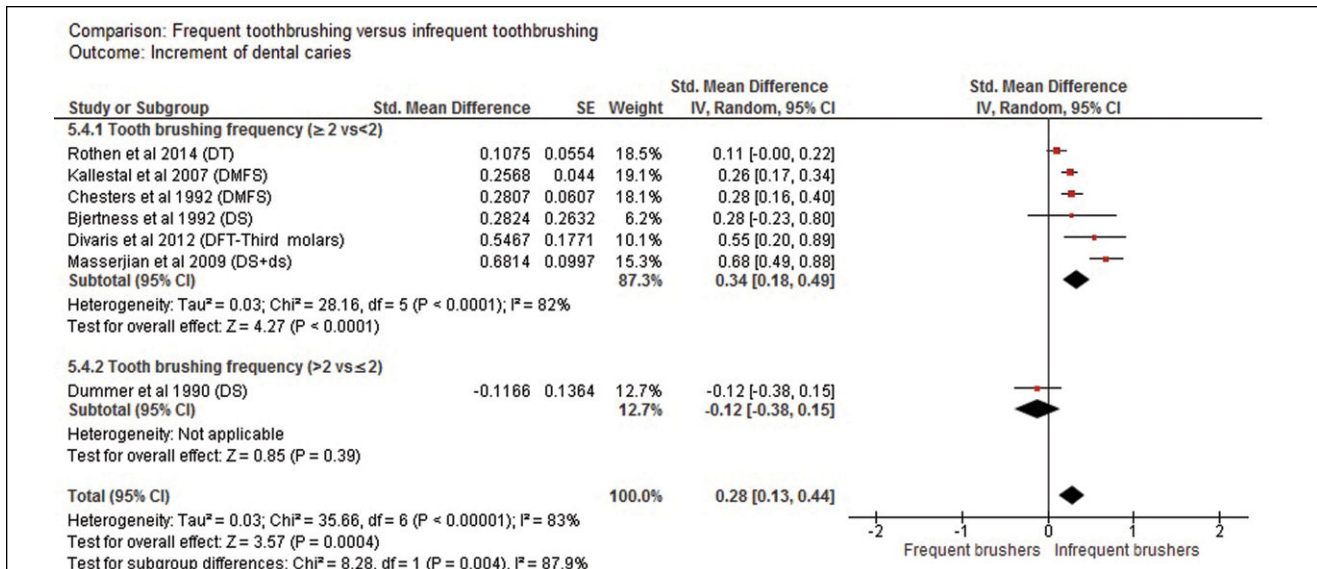 Comparison: Frequent toothbrushing versus infrequent toothbrushing
Outcome: Increment of dental caries
Std. Mean Difference Std. Mean Difference
Study or Subgroup Std. Mean Difference SE Weight IV, Random, 95% CI IV, Random, 95% CI
5.4.1 Tooth brushing frequency (≥ 2 vs<2)
Rothen et al 2014 (DT) 0.1075 0.0554 18.5% 0.11 [-0.00, 0.22]
Kallestal et al 2007 (DMFS) 0.2568 0.044 19.1% 0.26 [0.17, 0.34]
Chesters et al 1992 (DMFS) 0.2807 0.0607 18.1% 0.28 [0.16, 0.40]
Bjertness et al 1992 (DS) 0.2824 0.2632 6.2% 0.28 [-0.23, 0.80]
Divaris et al 2012 (DFT-Third molars) 0.5467 0.1771 10.1% 0.55 [0.20, 0.89]
Masserjian et al 2009 (DS+ds) 0.6814 0.0997 15.3% 0.68 [0.49, 0.88]
Subtotal (95% CI) 87.3% 0.34 [0.18, 0.49]
Heterogeneity: Tau² = 0.03; Chi² = 28.16, df = 5 (P < 0.0001); I² = 82%
Test for overall effect: Z = 4.27 (P < 0.0001)
5.4.2 Tooth brushing frequency (>2 vs≤2)
Dummer et al 1990 (DS) -0.1166 0.1364 12.7% -0.12 [-0.38, 0.15]
Subtotal (95% CI) 12.7% -0.12 [-0.38, 0.15]
Heterogeneity: Not applicable
Test for overall effect: Z = 0.85 (P = 0.39)
Total (95% CI) 100.0% 0.28 [0.13, 0.44]
Heterogeneity: Tau² = 0.03; Chi² = 35.66, df = 6 (P < 0.00001); I² = 83%
Test for overall effect: Z = 3.57 (P = 0.0004)
Test for subgroup differences: Chi² = 8.28, df = 1 (P = 0.004), I² = 87.9%
-2 -1 0 1 2
Frequent brushers Infrequent brushers